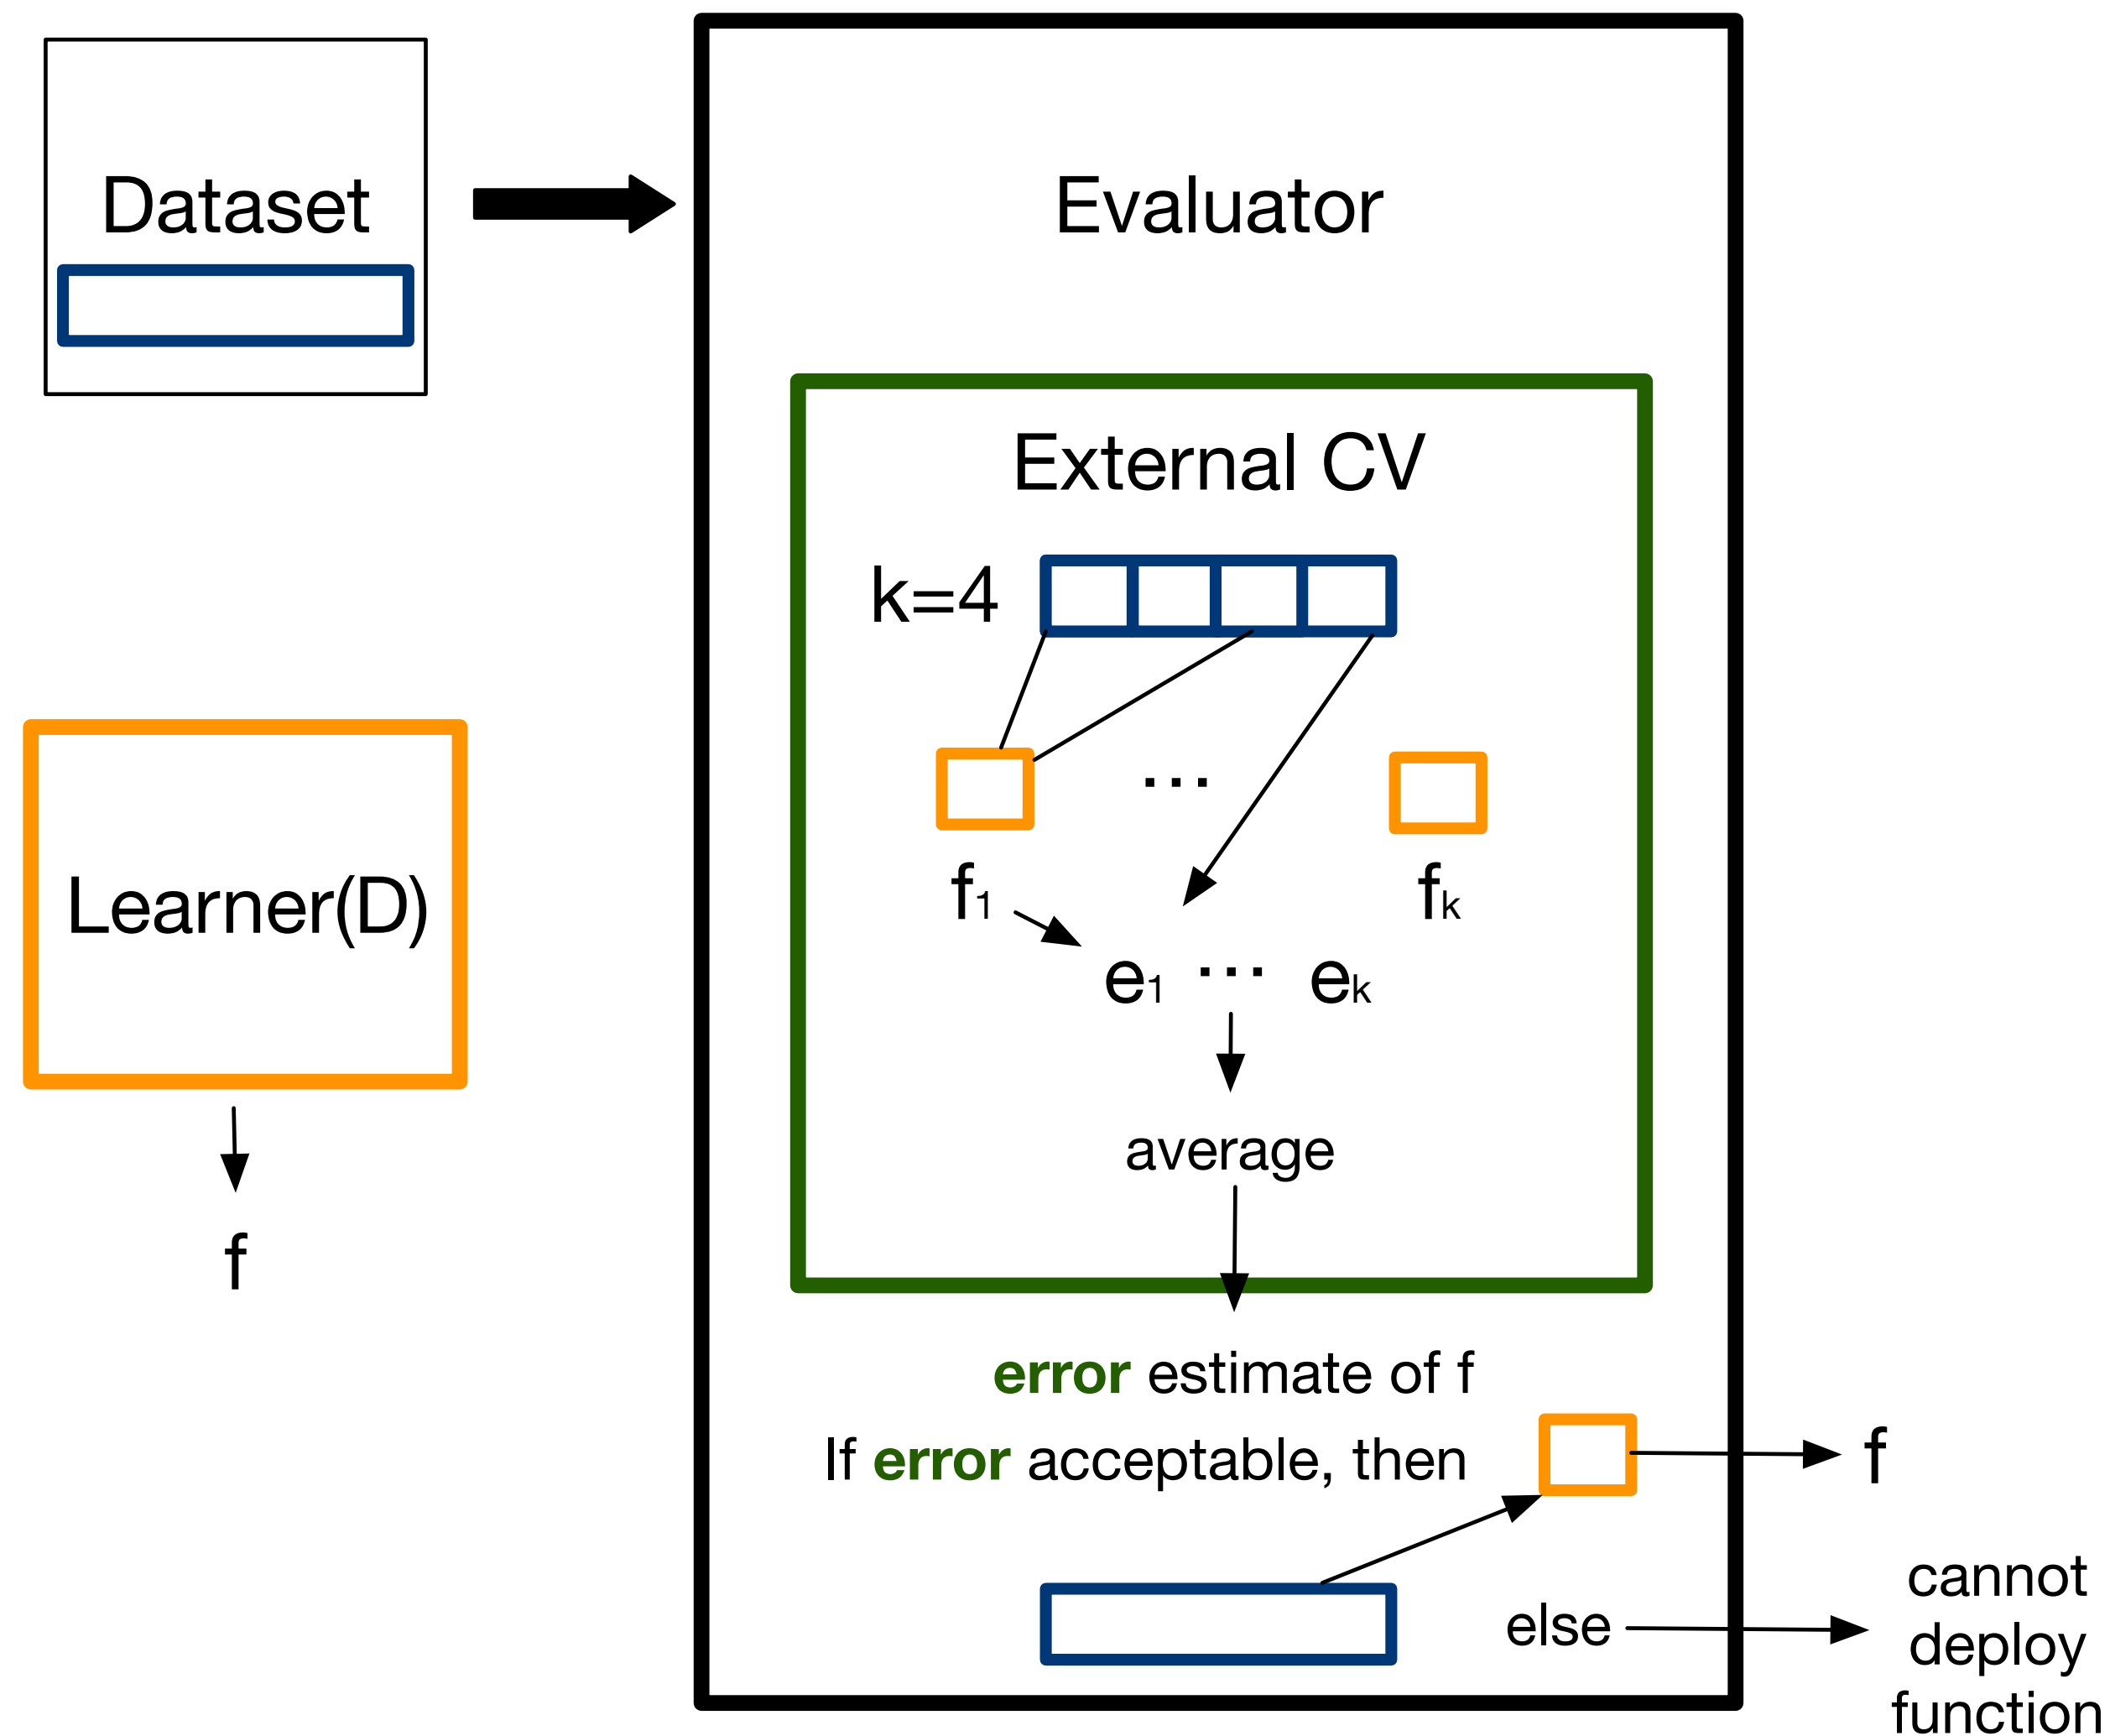 Dataset
Evaluator
External CV
k=4
...
Learner(D)
f1
fk
e1 ... ek
average
f
error estimate of f
If error acceptable, then
f
else
cannot
deploy
function